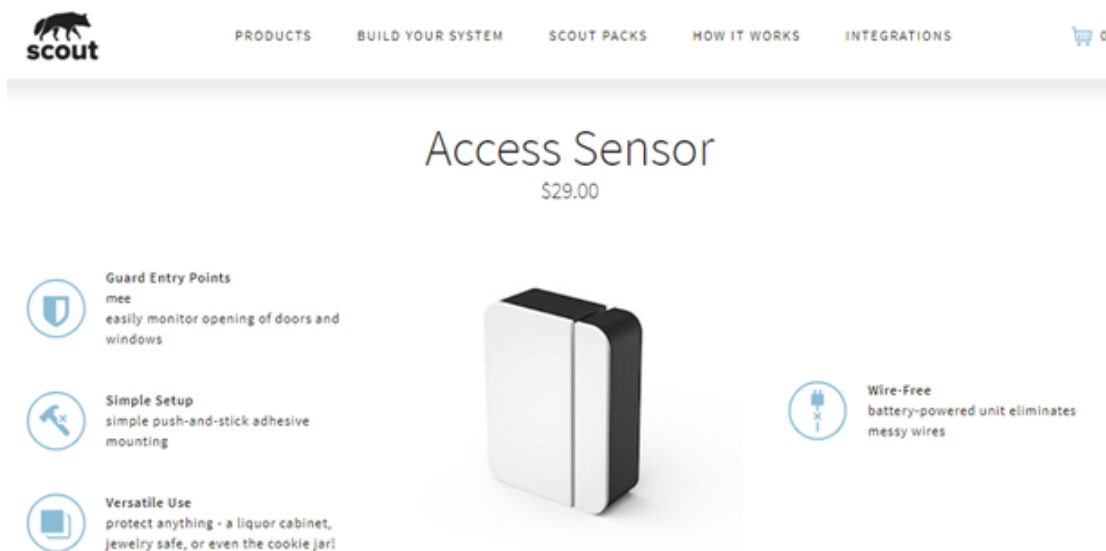 scout
PRODUCTS
BUILD YOUR SYSTEM
SCOUT PACKS
HOW IT WORKS
INTEGRATIONS
0
Access Sensor
$29.00
Guard Entry Points
mee
easily monitor opening of doors and
windows
Simple Setup
simple push-and-stick adhesive
mounting
Versatile Use
protect anything - a liquor cabinet,
jewelry safe, or even the cookie jar!
Wire-Free
battery-powered unit eliminates
messy wires